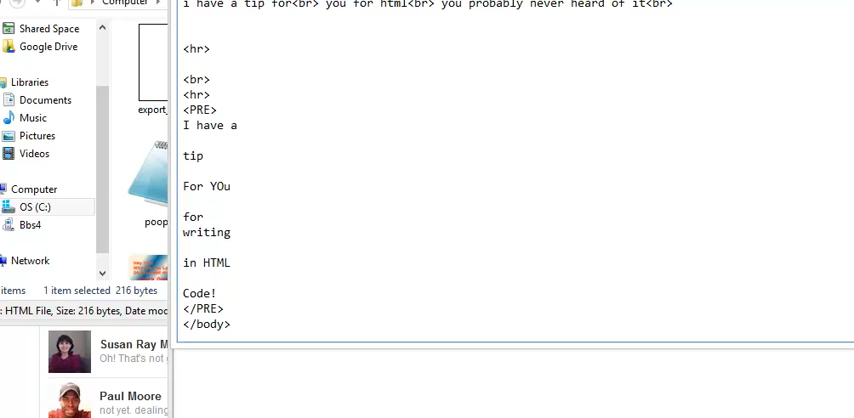 Computer
Shared Space
Google Drive
Libraries
Documents
Music
Pictures
Videos
Computer
OS (C:)
Bbs4
Network
export_
poop
items 1 item selected 216 bytes
: HTML File, Size: 216 bytes, Date mod
Susan Ray M
Oh! That's not
Paul Moore
not yet. dealing
i have a tip for<br> you for html<br> you probably never heard of it<br>
<hr>
<br>
<hr>
<PRE>
I have a
tip
For YOu
for
writing
in HTML
Code!
</PRE>
</body>